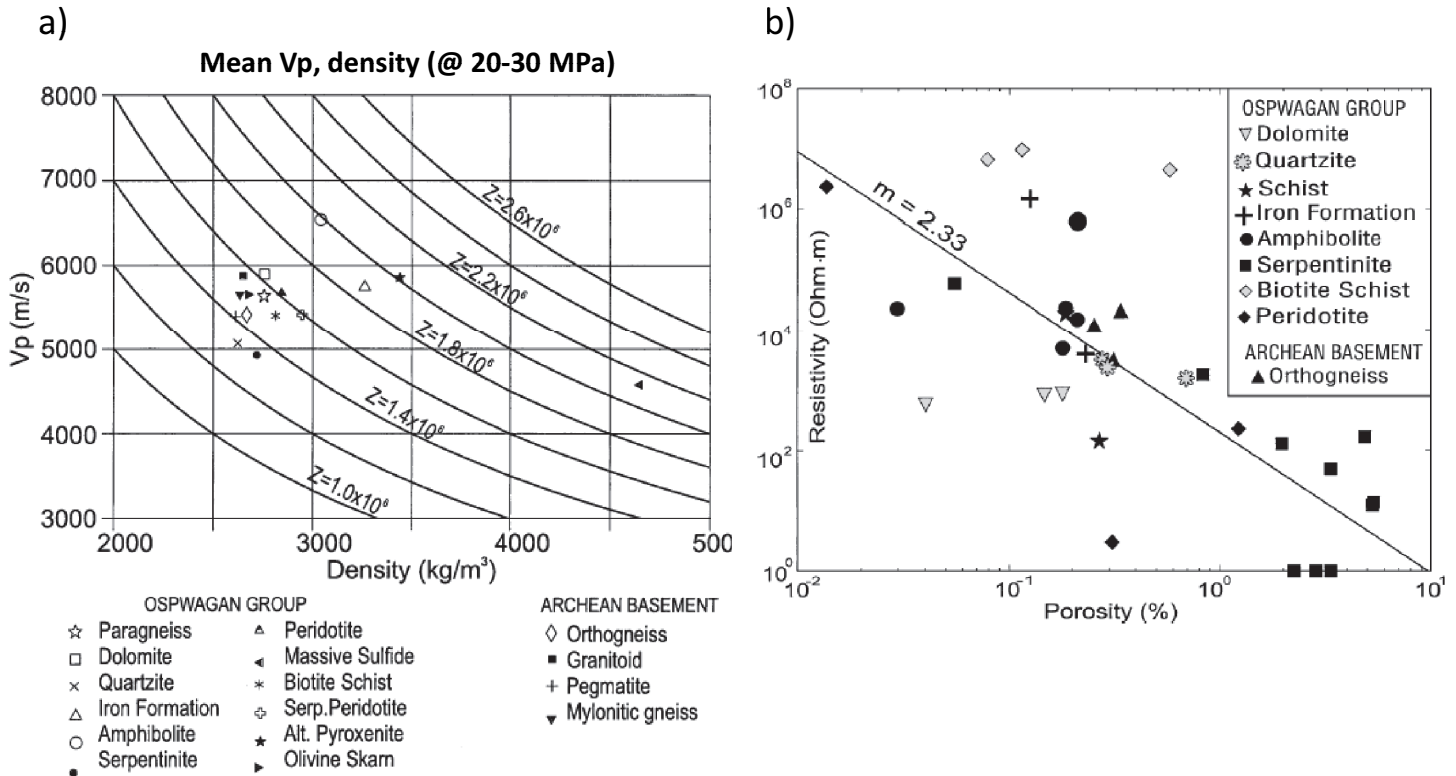 a)
Mean Vp, density (@ 20-30 MPa)
8000
7000
6000
5000
4000
3000
Vp (m/s)
Z=2.6x10⁶
Z=2.2x10⁶
Z=1.8x10⁶
Z=1.4x10⁶
Z=1.0x10⁶
2000
3000
4000
500
Density (kg/m³)
OSPWAGAN GROUP
Paragneiss
Dolomite
Quartzite
Iron Formation
Amphibolite
Serpentinite
Peridotite
Massive Sulfide
Biotite Schist
Serp.Peridotite
Alt. Pyroxenite
Olivine Skarn
ARCHEAN BASEMENT
Orthogneiss
Granitoid
Pegmatite
Mylonitic gneiss
b)
10⁸
10⁶
10⁴
10²
10⁰
Resistivity (Ohm·m)
m = 2.33
10⁻²
10⁻¹
10⁰
10¹
Porosity (%)
OSPWAGAN GROUP
Dolomite
Quartzite
Schist
Iron Formation
Amphibolite
Serpentinite
Biotite Schist
Peridotite
ARCHEAN BASEMENT
Orthogneiss